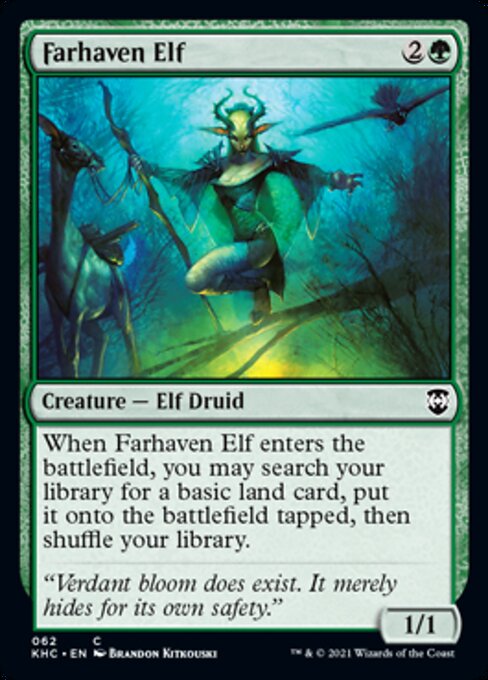 Farhaven Elf 2
Creature — Elf Druid
When Farhaven Elf enters the
battlefield, you may search your
library for a basic land card, put
it onto the battlefield tapped, then
shuffle your library.
“Verdant bloom does exist. It merely
hides for its own safety.”
1/1
062 C
KHC • EN Brandon Kitkouski ™ & © 2021 Wizards of the Coast